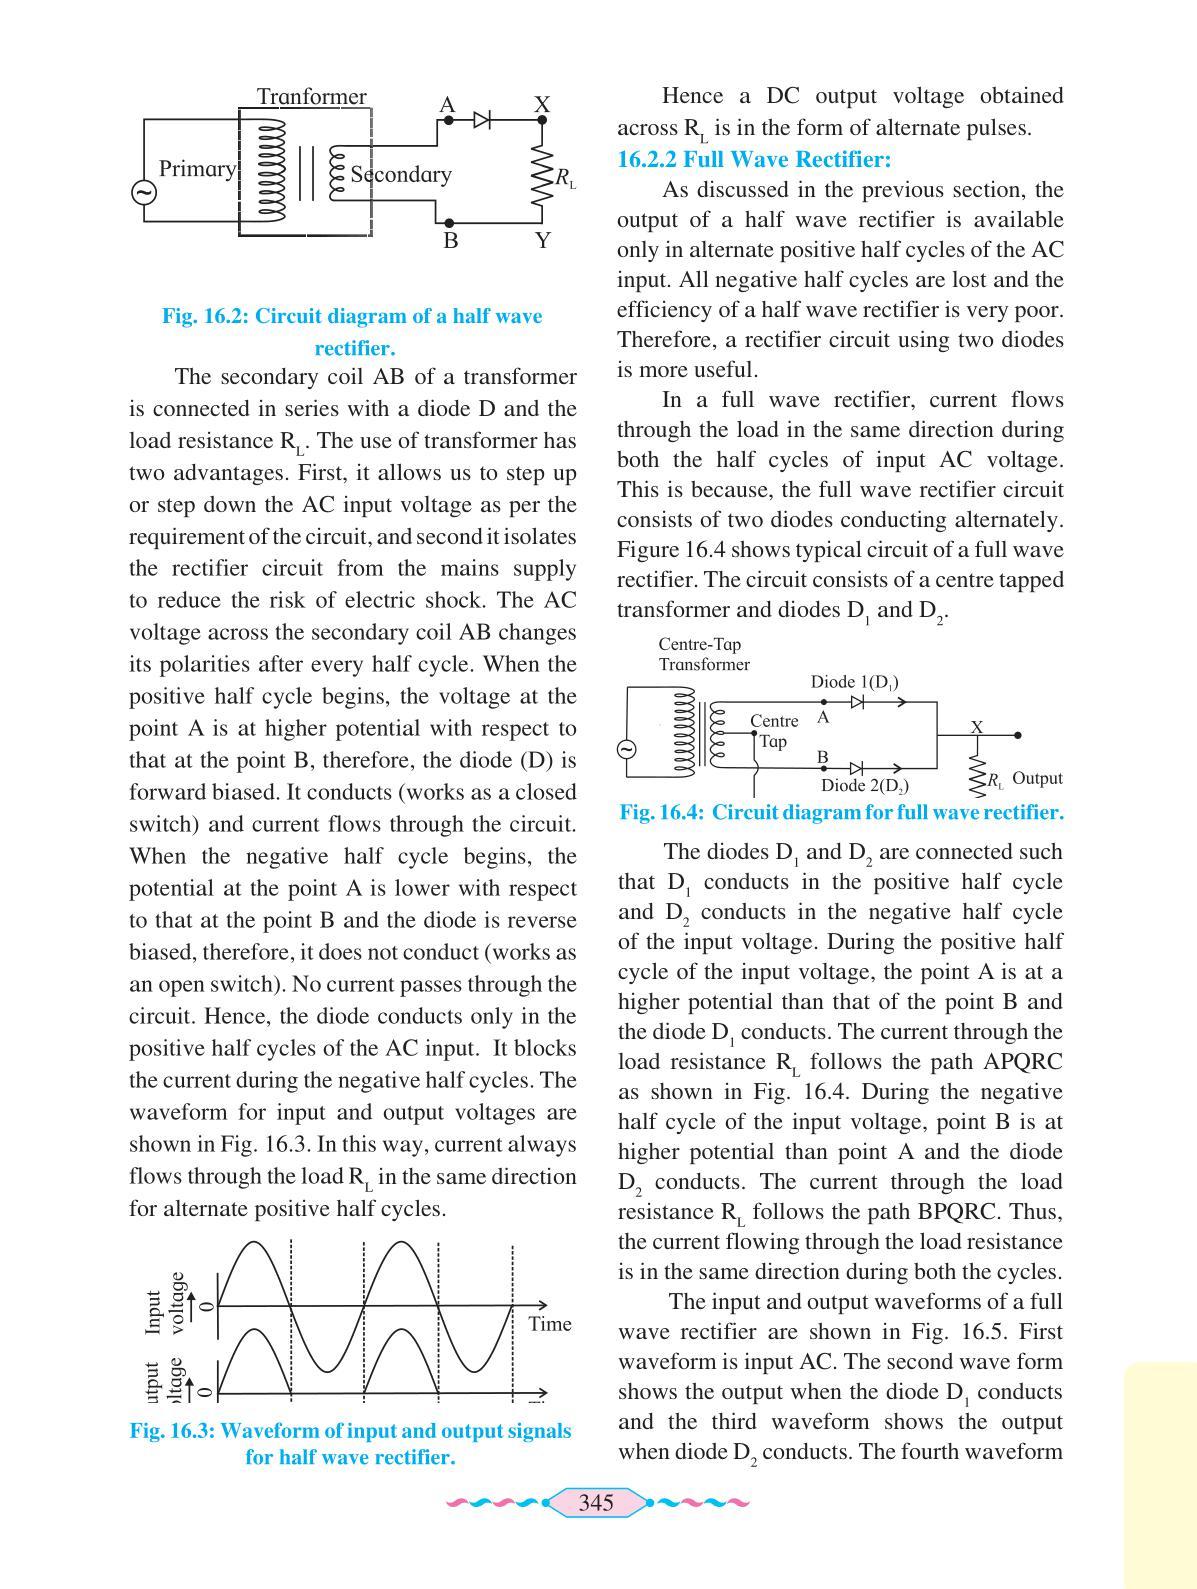 Tranformer
A
X
Primary
Secondary
R_L
B
Y
Fig. 16.2: Circuit diagram of a half wave
rectifier.
The secondary coil AB of a transformer
is connected in series with a diode D and the
load resistance R_L. The use of transformer has
two advantages. First, it allows us to step up
or step down the AC input voltage as per the
requirement of the circuit, and second it isolates
the rectifier circuit from the mains supply
to reduce the risk of electric shock. The AC
voltage across the secondary coil AB changes
its polarities after every half cycle. When the
positive half cycle begins, the voltage at the
point A is at higher potential with respect to
that at the point B, therefore, the diode (D) is
forward biased. It conducts (works as a closed
switch) and current flows through the circuit.
When the negative half cycle begins, the
potential at the point A is lower with respect
to that at the point B and the diode is reverse
biased, therefore, it does not conduct (works as
an open switch). No current passes through the
circuit. Hence, the diode conducts only in the
positive half cycles of the AC input. It blocks
the current during the negative half cycles. The
waveform for input and output voltages are
shown in Fig. 16.3. In this way, current always
flows through the load R_L in the same direction
for alternate positive half cycles.
Input
voltage
0
Time
utput
ltage
0
Fig. 16.3: Waveform of input and output signals
for half wave rectifier.
Hence a DC output voltage obtained
across R_L is in the form of alternate pulses.
16.2.2 Full Wave Rectifier:
As discussed in the previous section, the
output of a half wave rectifier is available
only in alternate positive half cycles of the AC
input. All negative half cycles are lost and the
efficiency of a half wave rectifier is very poor.
Therefore, a rectifier circuit using two diodes
is more useful.
In a full wave rectifier, current flows
through the load in the same direction during
both the half cycles of input AC voltage.
This is because, the full wave rectifier circuit
consists of two diodes conducting alternately.
Figure 16.4 shows typical circuit of a full wave
rectifier. The circuit consists of a centre tapped
transformer and diodes D_1 and D_2.
Centre-Tap
Transformer
Diode 1(D_1)
Centre
Tap
A
X
B
Diode 2(D_2)
R_L
Output
Fig. 16.4: Circuit diagram for full wave rectifier.
The diodes D_1 and D_2 are connected such
that D_1 conducts in the positive half cycle
and D_2 conducts in the negative half cycle
of the input voltage. During the positive half
cycle of the input voltage, the point A is at a
higher potential than that of the point B and
the diode D_1 conducts. The current through the
load resistance R_L follows the path APQRC
as shown in Fig. 16.4. During the negative
half cycle of the input voltage, point B is at
higher potential than point A and the diode
D_2 conducts. The current through the load
resistance R_L follows the path BPQRC. Thus,
the current flowing through the load resistance
is in the same direction during both the cycles.
The input and output waveforms of a full
wave rectifier are shown in Fig. 16.5. First
waveform is input AC. The second wave form
shows the output when the diode D_1 conducts
and the third waveform shows the output
when diode D_2 conducts. The fourth waveform
345